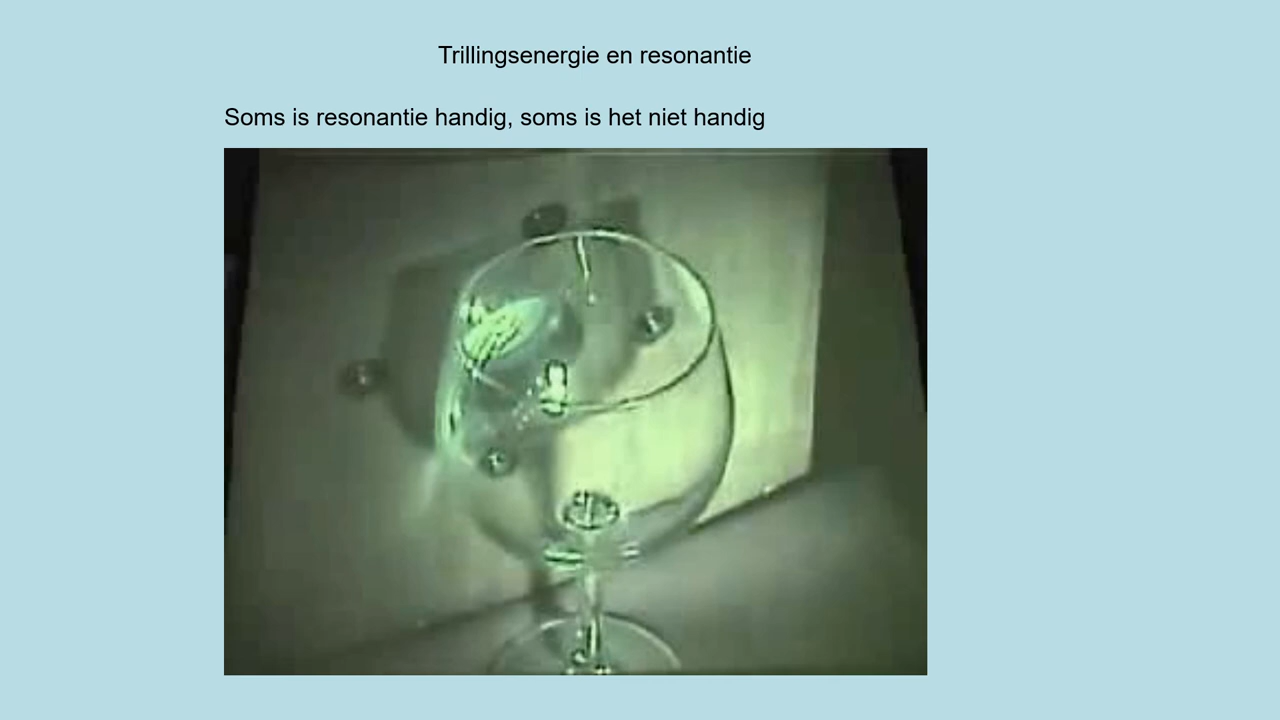 Trillingsenergie en resonantie
Soms is resonantie handig, soms is het niet handig